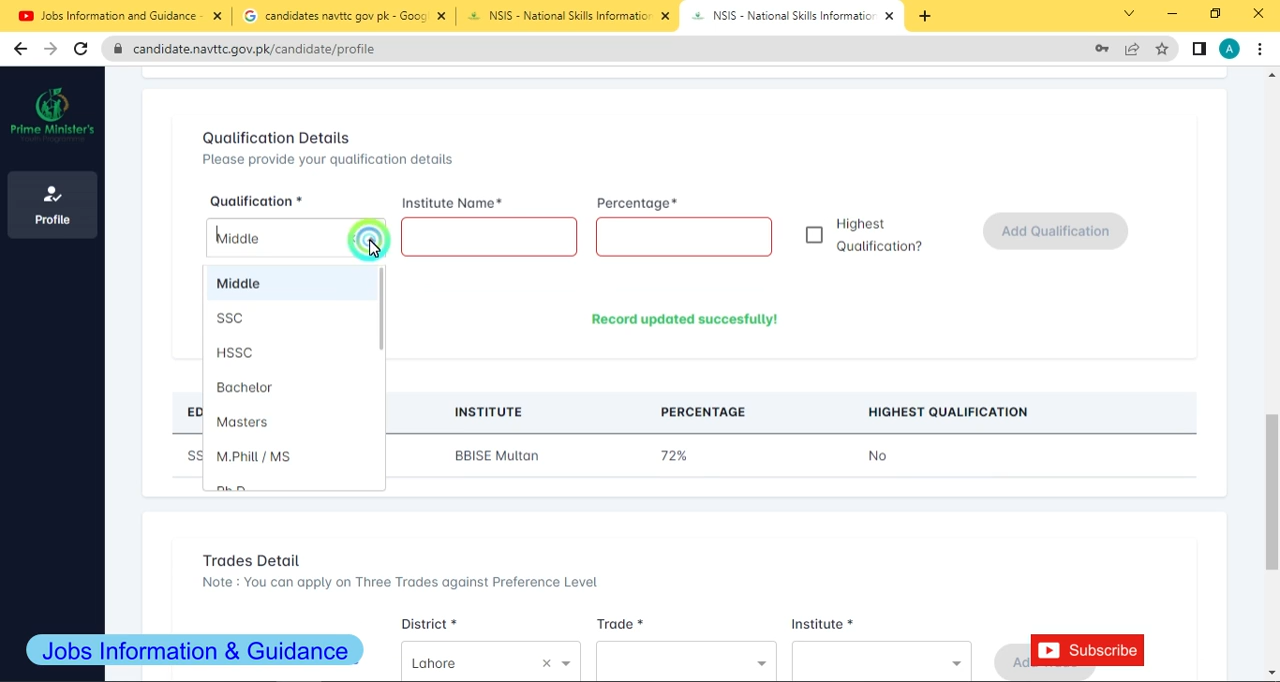 Jobs Information and Guidance -
candidates navttc gov pk - Goog
NSIS - National Skills Information
NSIS - National Skills Information
candidate.navttc.gov.pk/candidate/profile
A
Prime Minister's
Profile
Qualification Details
Please provide your qualification details
Qualification *
Institute Name*
Percentage*
Highest
Qualification?
Add Qualification
Middle
Middle
SSC
HSSC
Bachelor
Masters
M.Phill / MS
Ph.D
Record updated succesfully!
INSTITUTE
PERCENTAGE
HIGHEST QUALIFICATION
BBISE Multan
72%
No
Trades Detail
Note : You can apply on Three Trades against Preference Level
District *
Trade *
Institute *
Lahore
Jobs Information & Guidance
Subscribe